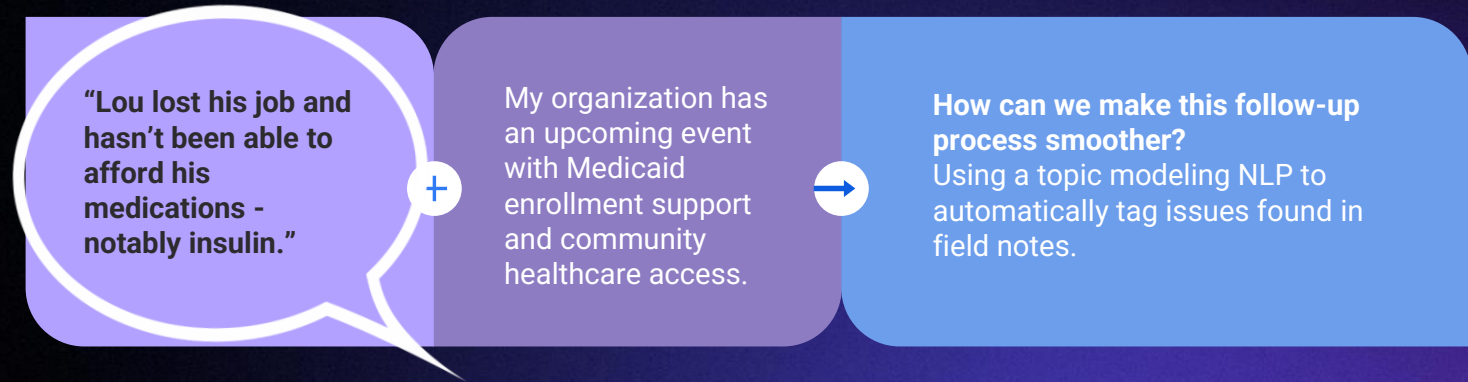 “Lou lost his job and
hasn’t been able to
afford his
medications -
notably insulin.”
+
My organization has
an upcoming event
with Medicaid
enrollment support
and community
healthcare access.
How can we make this follow-up
process smoother?
Using a topic modeling NLP to
automatically tag issues found in
field notes.